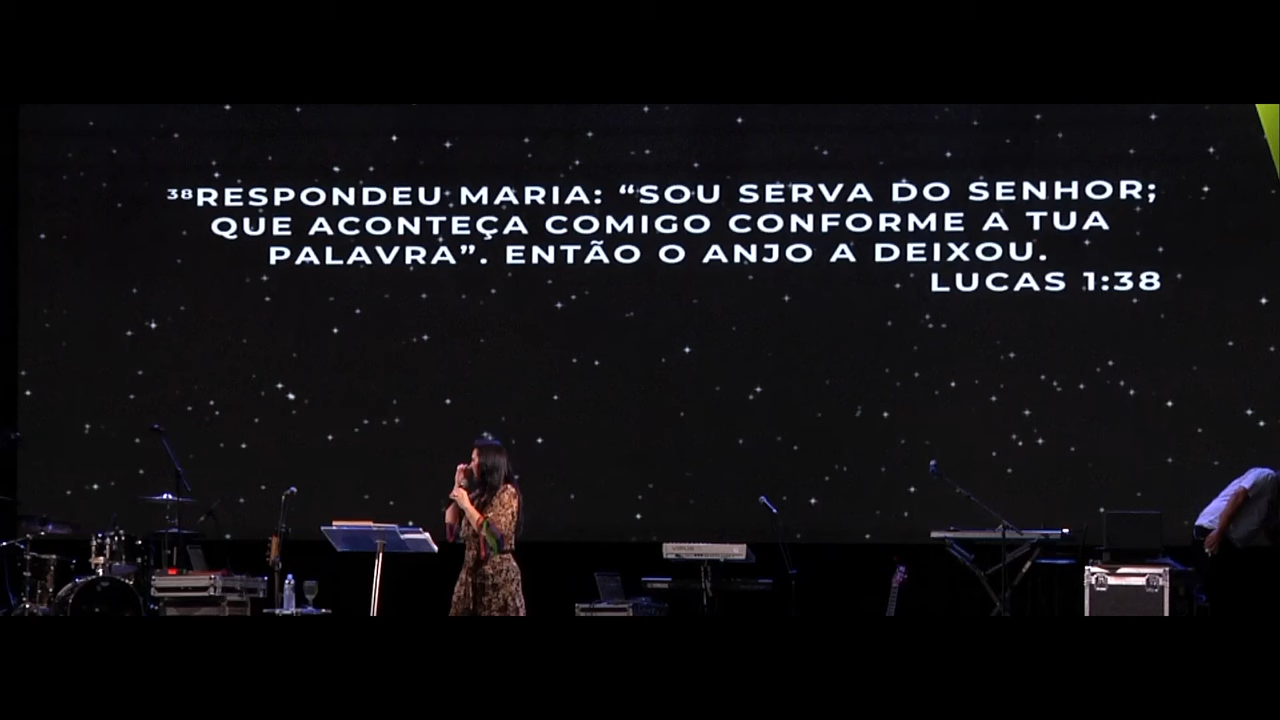 ³⁸RESPONDEU MARIA: “SOU SERVA DO SENHOR;
QUE ACONTEÇA COMIGO CONFORME A TUA
PALAVRA”. ENTÃO O ANJO A DEIXOU.
LUCAS 1:38